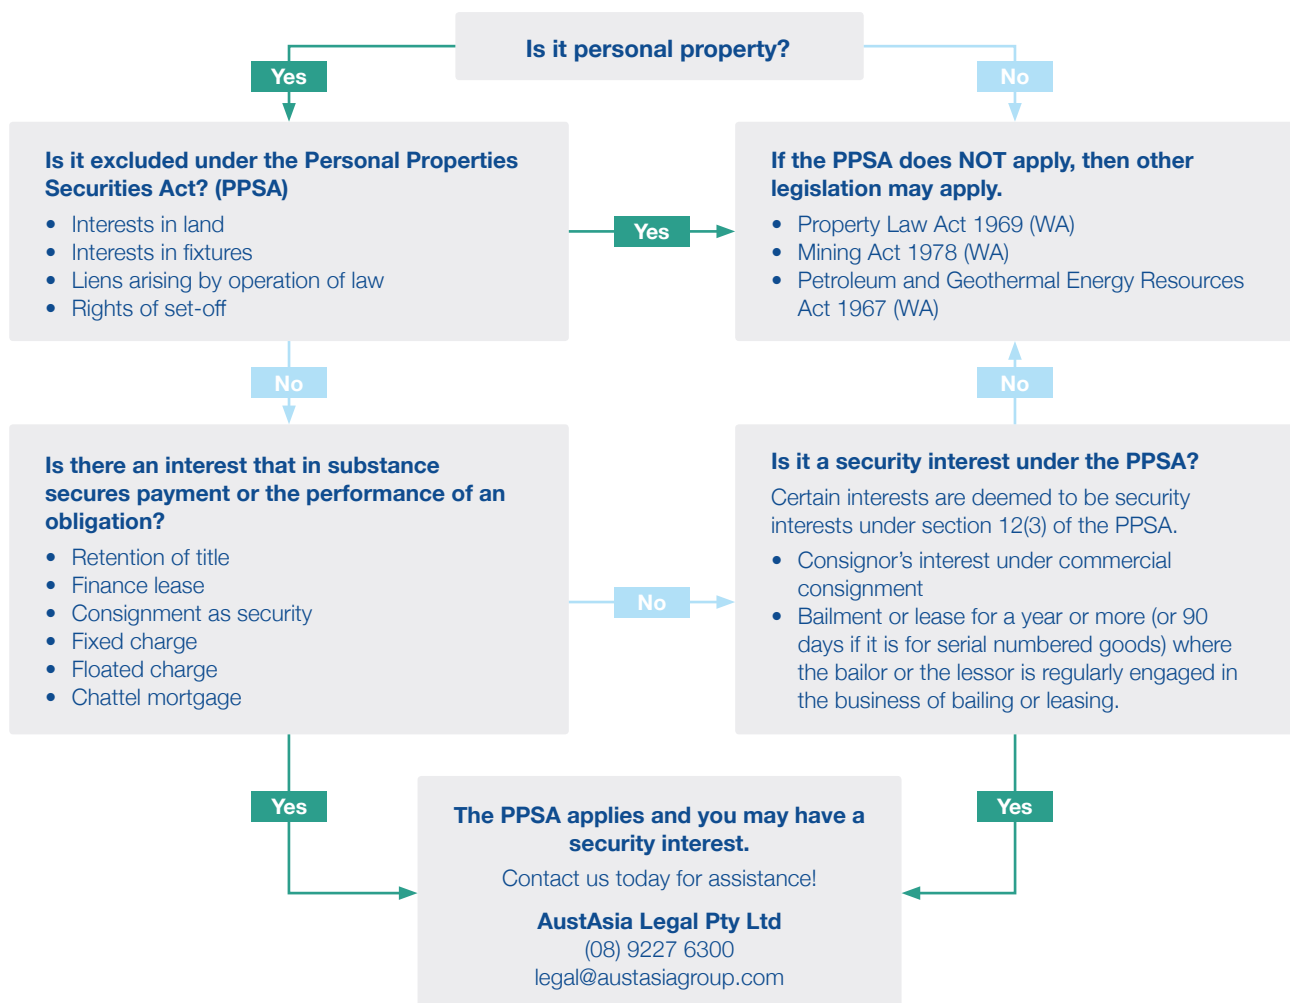 Is it personal property?
Yes
No
Is it excluded under the Personal Properties
Securities Act? (PPSA)
• Interests in land
• Interests in fixtures
• Liens arising by operation of law
• Rights of set-off
Yes
If the PPSA does NOT apply, then other
legislation may apply.
• Property Law Act 1969 (WA)
• Mining Act 1978 (WA)
• Petroleum and Geothermal Energy Resources
Act 1967 (WA)
No
No
Is there an interest that in substance
secures payment or the performance of an
obligation?
• Retention of title
• Finance lease
• Consignment as security
• Fixed charge
• Floated charge
• Chattel mortgage
No
Is it a security interest under the PPSA?
Certain interests are deemed to be security
interests under section 12(3) of the PPSA.
• Consignor’s interest under commercial
consignment
• Bailment or lease for a year or more (or 90
days if it is for serial numbered goods) where
the bailor or the lessor is regularly engaged in
the business of bailing or leasing.
Yes
Yes
The PPSA applies and you may have a
security interest.
Contact us today for assistance!
AustAsia Legal Pty Ltd
(08) 9227 6300
legal@austasiagroup.com